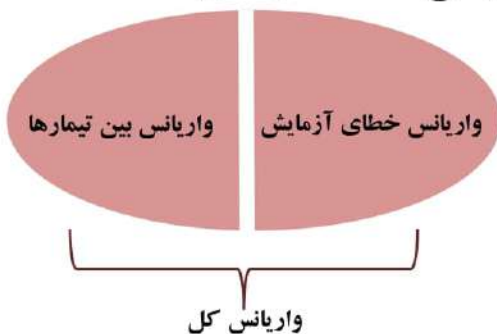 واریانس خطای آزمایش
واریانس بین تیمارها
واریانس کل